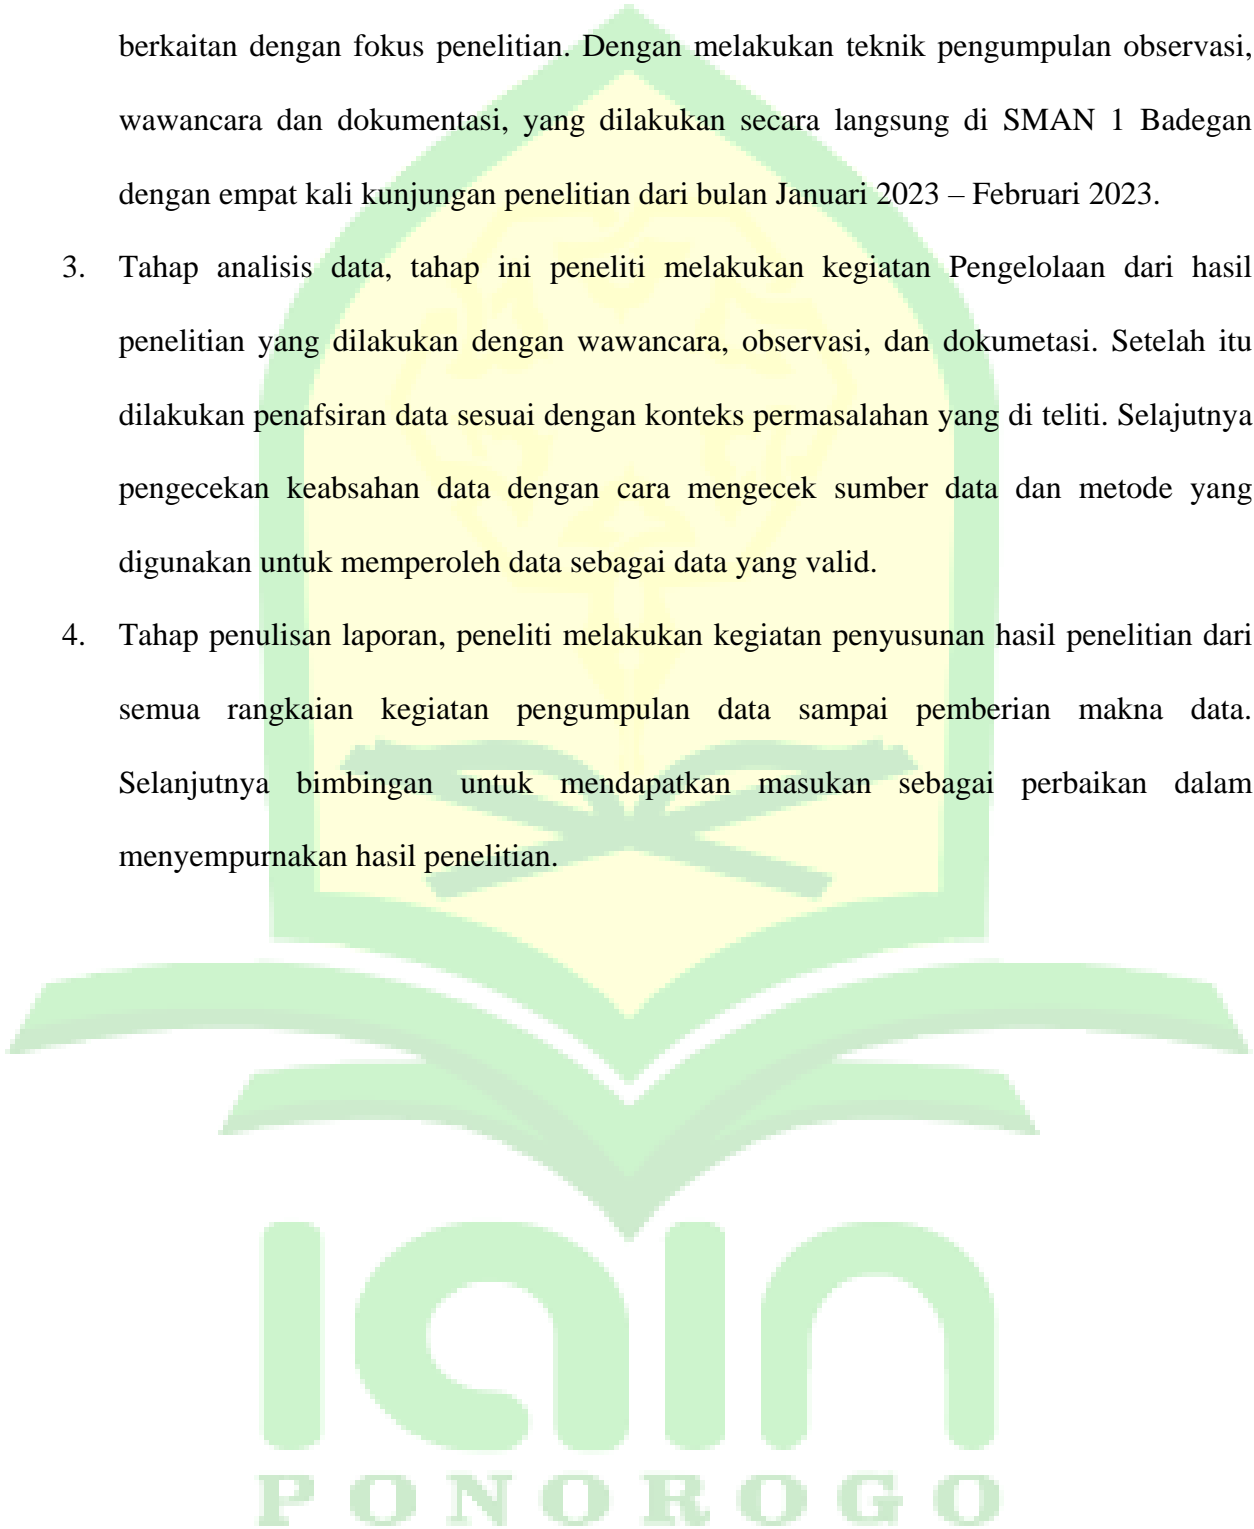 berkaitan dengan fokus penelitian. Dengan melakukan teknik pengumpulan observasi,
wawancara dan dokumentasi, yang dilakukan secara langsung di SMAN 1 Badegan
dengan empat kali kunjungan penelitian dari bulan Januari 2023 – Februari 2023.
3. Tahap analisis data, tahap ini peneliti melakukan kegiatan Pengelolaan dari hasil
penelitian yang dilakukan dengan wawancara, observasi, dan dokumetasi. Setelah itu
dilakukan penafsiran data sesuai dengan konteks permasalahan yang di teliti. Selajutnya
pengecekan keabsahan data dengan cara mengecek sumber data dan metode yang
digunakan untuk memperoleh data sebagai data yang valid.
4. Tahap penulisan laporan, peneliti melakukan kegiatan penyusunan hasil penelitian dari
semua rangkaian kegiatan pengumpulan data sampai pemberian makna data.
Selanjutnya bimbingan untuk mendapatkan masukan sebagai perbaikan dalam
menyempurnakan hasil penelitian.
iain
PONOROGO